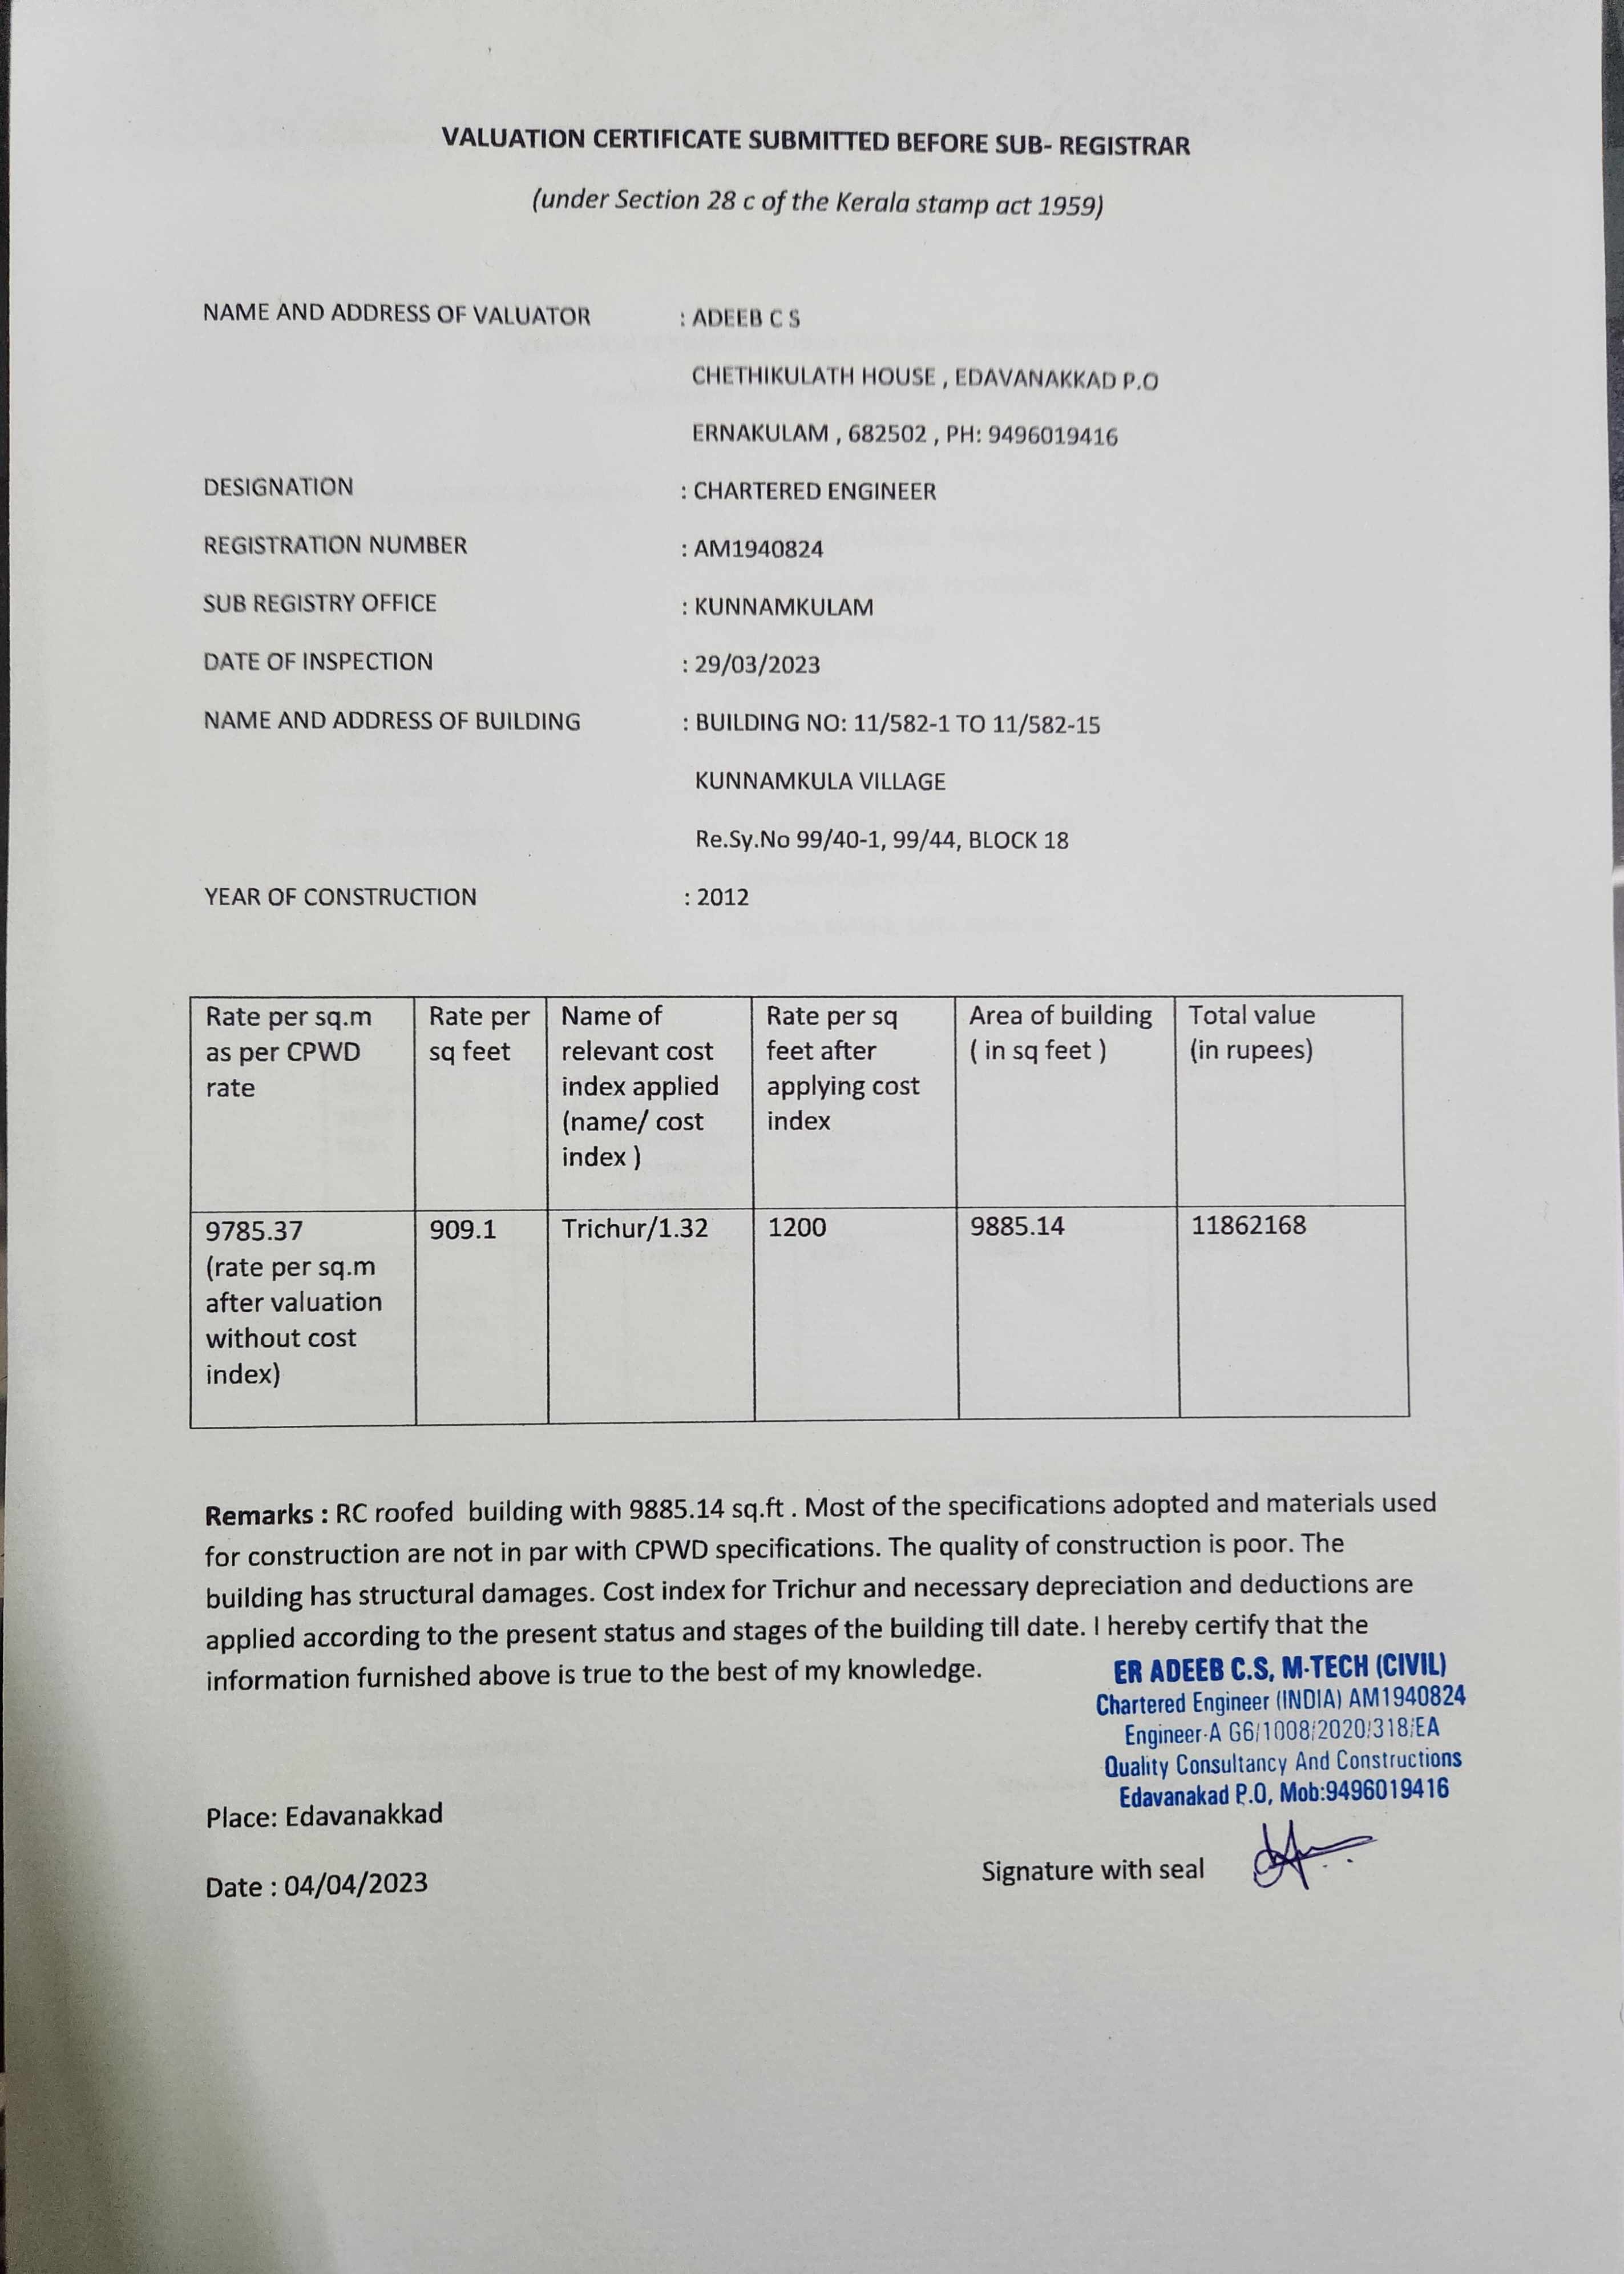 VALUATION CERTIFICATE SUBMITTED BEFORE SUB- REGISTRAR
(under Section 28 c of the Kerala stamp act 1959)
NAME AND ADDRESS OF VALUATOR : ADEEB C S
CHETHIKULATH HOUSE , EDAVANAKKAD P.O
ERNAKULAM , 682502 , PH: 9496019416
DESIGNATION : CHARTERED ENGINEER
REGISTRATION NUMBER : AM1940824
SUB REGISTRY OFFICE : KUNNAMKULAM
DATE OF INSPECTION : 29/03/2023
NAME AND ADDRESS OF BUILDING : BUILDING NO: 11/582-1 TO 11/582-15
KUNNAMKULA VILLAGE
Re.Sy.No 99/40-1, 99/44, BLOCK 18
YEAR OF CONSTRUCTION : 2012
Rate per sq.m
as per CPWD
rate
Rate per
sq feet
Name of
relevant cost
index applied
(name/ cost
index )
Rate per sq
feet after
applying cost
index
Area of building
( in sq feet )
Total value
(in rupees)
9785.37
(rate per sq.m
after valuation
without cost
index)
909.1
Trichur/1.32
1200
9885.14
11862168
Remarks : RC roofed building with 9885.14 sq.ft . Most of the specifications adopted and materials used
for construction are not in par with CPWD specifications. The quality of construction is poor. The
building has structural damages. Cost index for Trichur and necessary depreciation and deductions are
applied according to the present status and stages of the building till date. I hereby certify that the
information furnished above is true to the best of my knowledge.
ER ADEEB C.S, M-TECH (CIVIL)
Chartered Engineer (INDIA) AM1940824
Engineer-A G6/1008/2020/318/EA
Quality Consultancy And Constructions
Edavanakad P.O, Mob:9496019416
Place: Edavanakkad
Signature with seal
Date : 04/04/2023